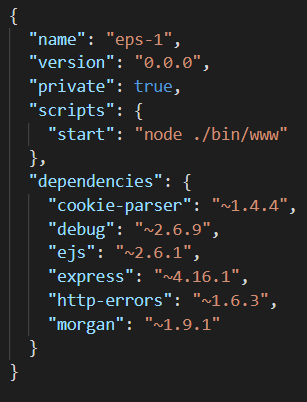 {
  "name": "eps-1",
  "version": "0.0.0",
  "private": true,
  "scripts": {
    "start": "node ./bin/www"
  },
  "dependencies": {
    "cookie-parser": "~1.4.4",
    "debug": "~2.6.9",
    "ejs": "~2.6.1",
    "express": "~4.16.1",
    "http-errors": "~1.6.3",
    "morgan": "~1.9.1"
  }
}